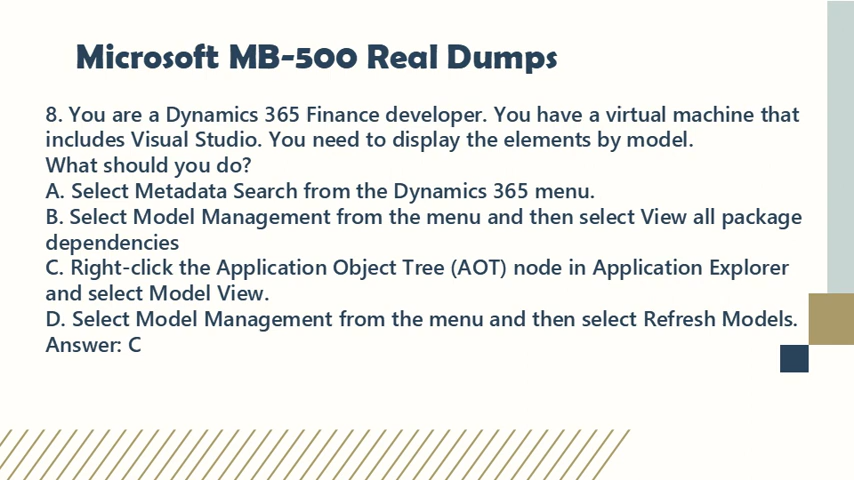 Microsoft MB-500 Real Dumps
8. You are a Dynamics 365 Finance developer. You have a virtual machine that
includes Visual Studio. You need to display the elements by model.
What should you do?
A. Select Metadata Search from the Dynamics 365 menu.
B. Select Model Management from the menu and then select View all package
dependencies
C. Right-click the Application Object Tree (AOT) node in Application Explorer
and select Model View.
D. Select Model Management from the menu and then select Refresh Models.
Answer: C